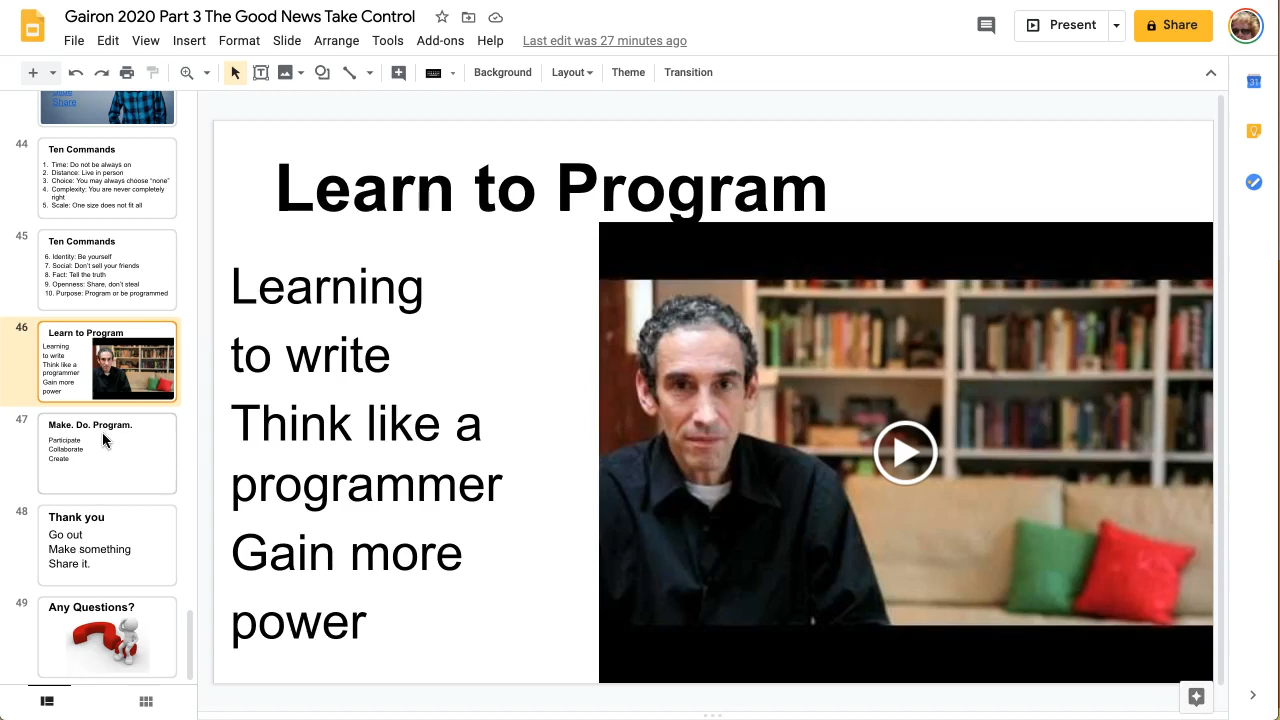 Gairon 2020 Part 3 The Good News Take Control
File Edit View Insert Format Slide Arrange Tools Add-ons Help Last edit was 27 minutes ago
Present
Share
Background Layout Theme Transition
31
Share
44
Ten Commands
1. Time: Do not be always on
2. Distance: Live in person
3. Choice: You may always choose “none”
4. Complexity: You are never completely
right
5. Scale: One size does not fit all
45
Ten Commands
6. Identity: Be yourself
7. Social: Don't sell your friends
8. Fact: Tell the truth
9. Openness: Share, don't steal
10. Purpose: Program or be programmed
46
Learn to Program
Learning
to write
Think like a
programmer
Gain more
power
47
Make. Do. Program.
Participate
Collaborate
Create
48
Thank you
Go out
Make something
Share it.
49
Any Questions?
Learn to Program
Learning
to write
Think like a
programmer
Gain more
power